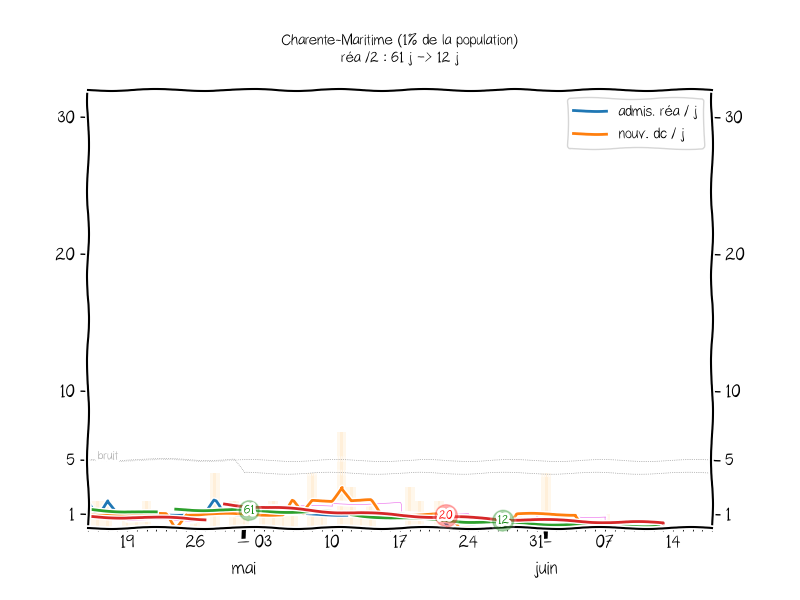 Charente-Maritime (1% de la population)
réa /2 : 61 j -> 12 j
admis. réa / j
nouv. dc / j
30
30
20
20
10
10
bruit
5
5
61
20
12
1
1
19 26 03 10 17 24 31 07 14
mai juin